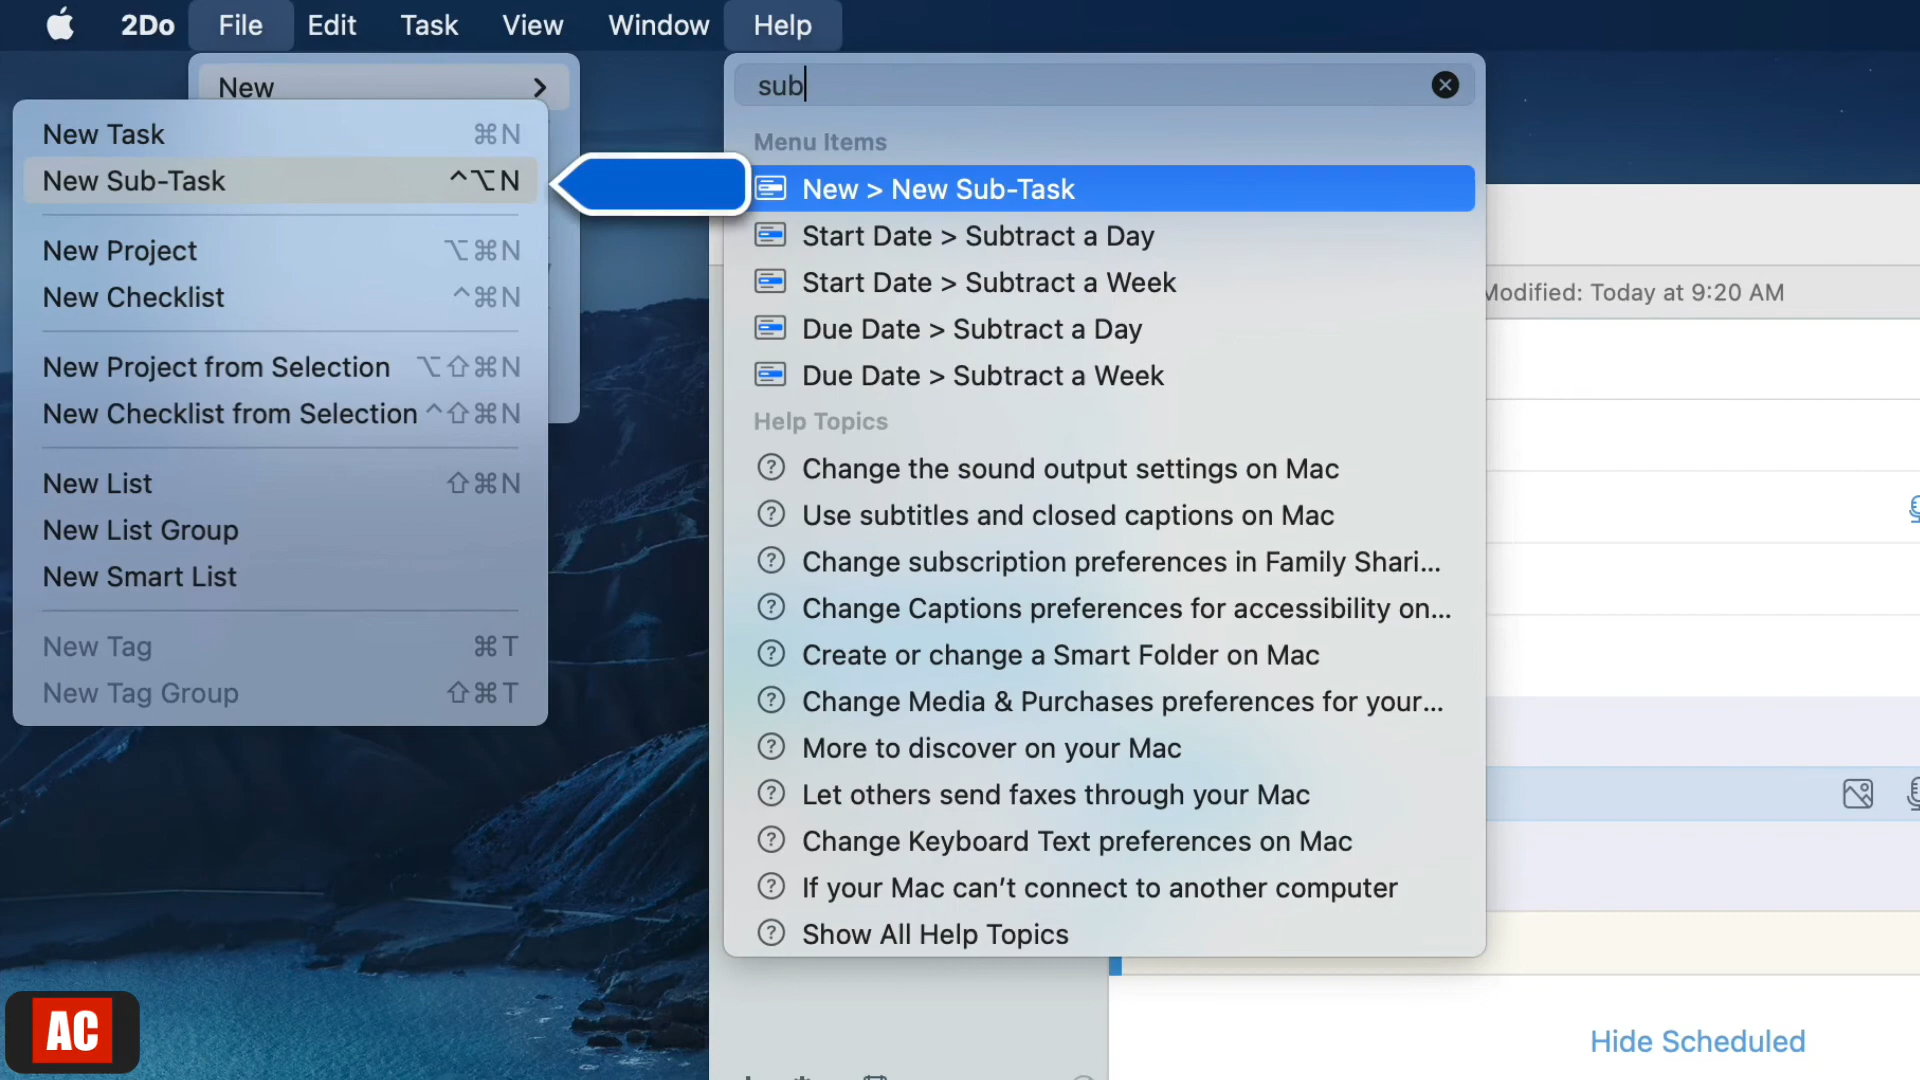 2Do File Edit Task View Window Help
New
New Task ⌘N
New Sub-Task ^⌥N
New Project ⌥⌘N
New Checklist ^⌘N
New Project from Selection ⌥⇧⌘N
New Checklist from Selection ^⇧⌘N
New List ⇧⌘N
New List Group
New Smart List
New Tag ⌘T
New Tag Group ⇧⌘T
sub
Menu Items
New > New Sub-Task
Start Date > Subtract a Day
Start Date > Subtract a Week
Due Date > Subtract a Day
Due Date > Subtract a Week
Help Topics
Change the sound output settings on Mac
Use subtitles and closed captions on Mac
Change subscription preferences in Family Shari...
Change Captions preferences for accessibility on...
Create or change a Smart Folder on Mac
Change Media & Purchases preferences for your...
More to discover on your Mac
Let others send faxes through your Mac
Change Keyboard Text preferences on Mac
If your Mac can’t connect to another computer
Show All Help Topics
Modified: Today at 9:20 AM
Hide Scheduled
AC